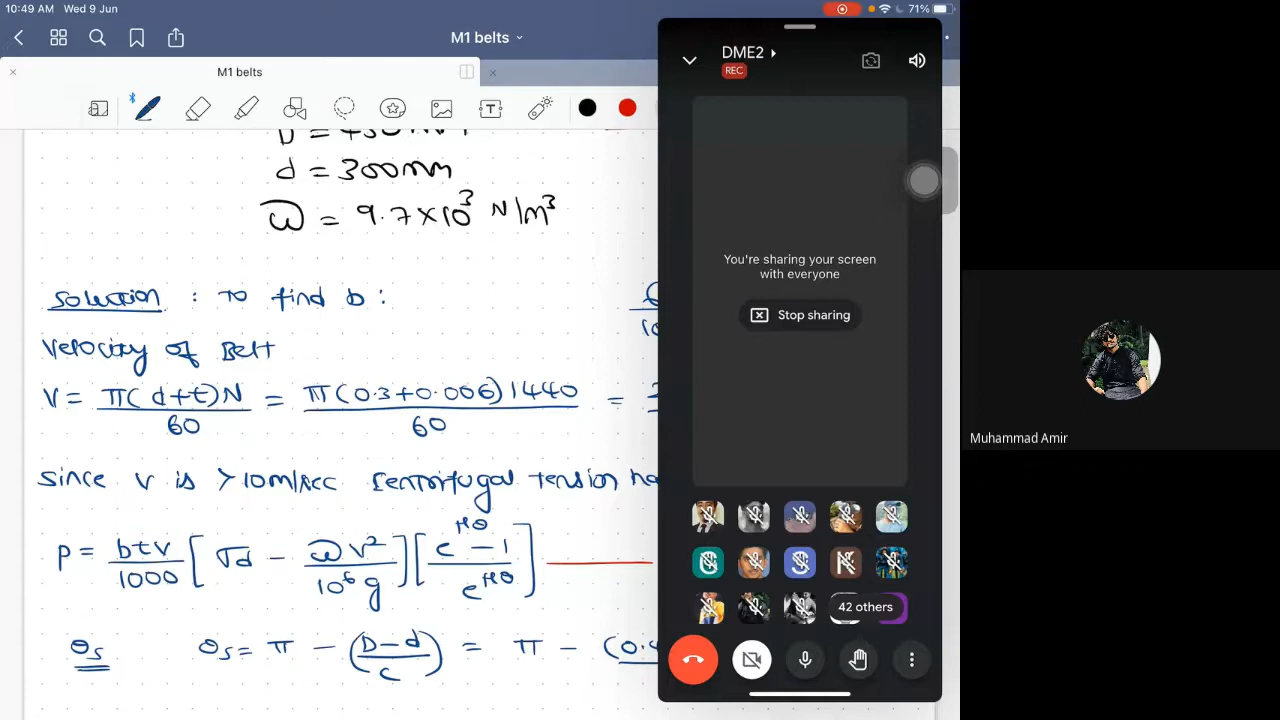 10:49 AM Wed 9 Jun
71%
M1 belts
M1 belts
d = 300mm
ω = 9.7×10³ N/m³
Solution : To find b :
Velocity of Belt
V = π(d+t)N / 60 = π(0.3+0.006)1440 / 60 =
since v is >10m/sec centrifugal tension
P = btv / 1000 [ σd − ωv² / 10⁶g ] [ e^μθ − 1 / e^μθ ]
θs θs = π − (D−d / C) = π − (0.4
DME2
REC
You're sharing your screen
with everyone
Stop sharing
G
S
K
42 others
Muhammad Amir